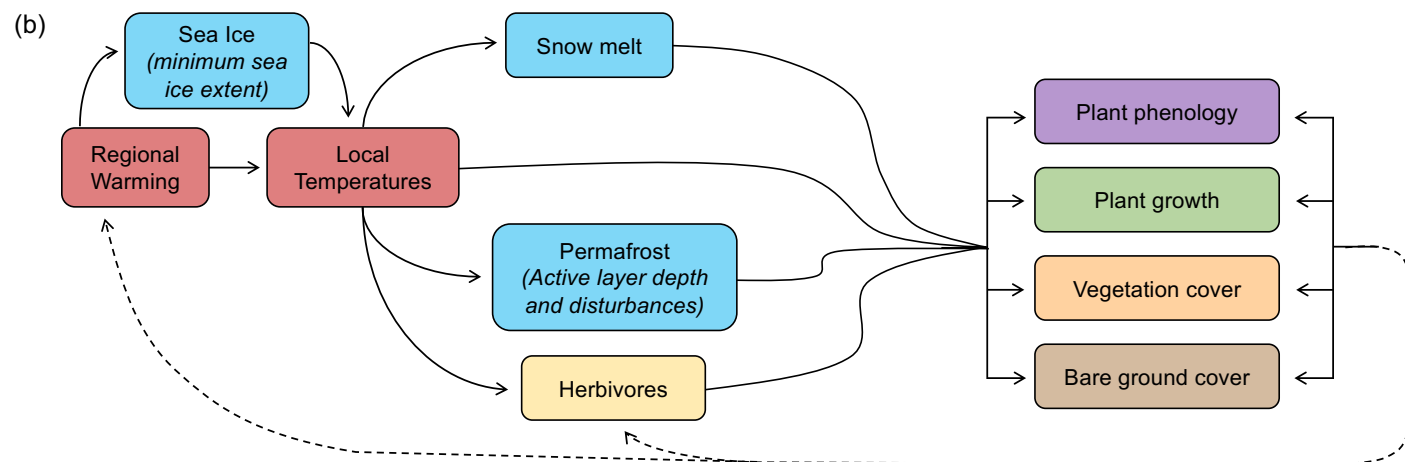 (b)
Sea Ice
(minimum sea
ice extent)
Snow melt
Plant phenology
Regional
Warming
Local
Temperatures
Plant growth
Permafrost
(Active layer depth
and disturbances)
Vegetation cover
Herbivores
Bare ground cover